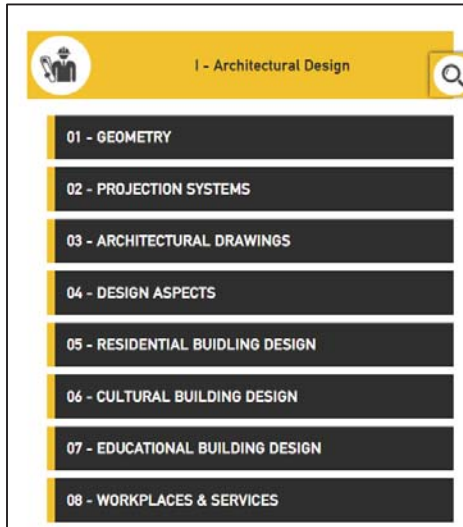 I - Architectural Design
01 - GEOMETRY
02 - PROJECTION SYSTEMS
03 - ARCHITECTURAL DRAWINGS
04 - DESIGN ASPECTS
05 - RESIDENTIAL BUIDLING DESIGN
06 - CULTURAL BUILDING DESIGN
07 - EDUCATIONAL BUILDING DESIGN
08 - WORKPLACES & SERVICES